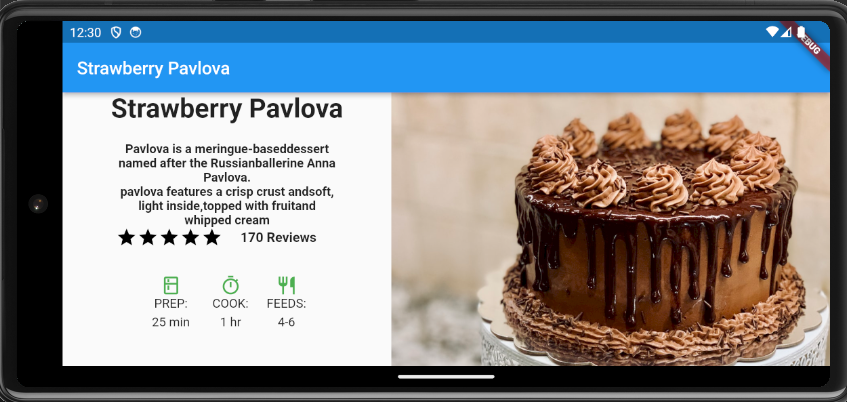 12:30
DEBUG
Strawberry Pavlova
Strawberry Pavlova
Pavlova is a meringue-baseddessert
named after the Russianballerine Anna
Pavlova.
pavlova features a crisp crust andsoft,
light inside,topped with fruitand
whipped cream
170 Reviews
PREP: COOK: FEEDS:
25 min 1 hr 4-6